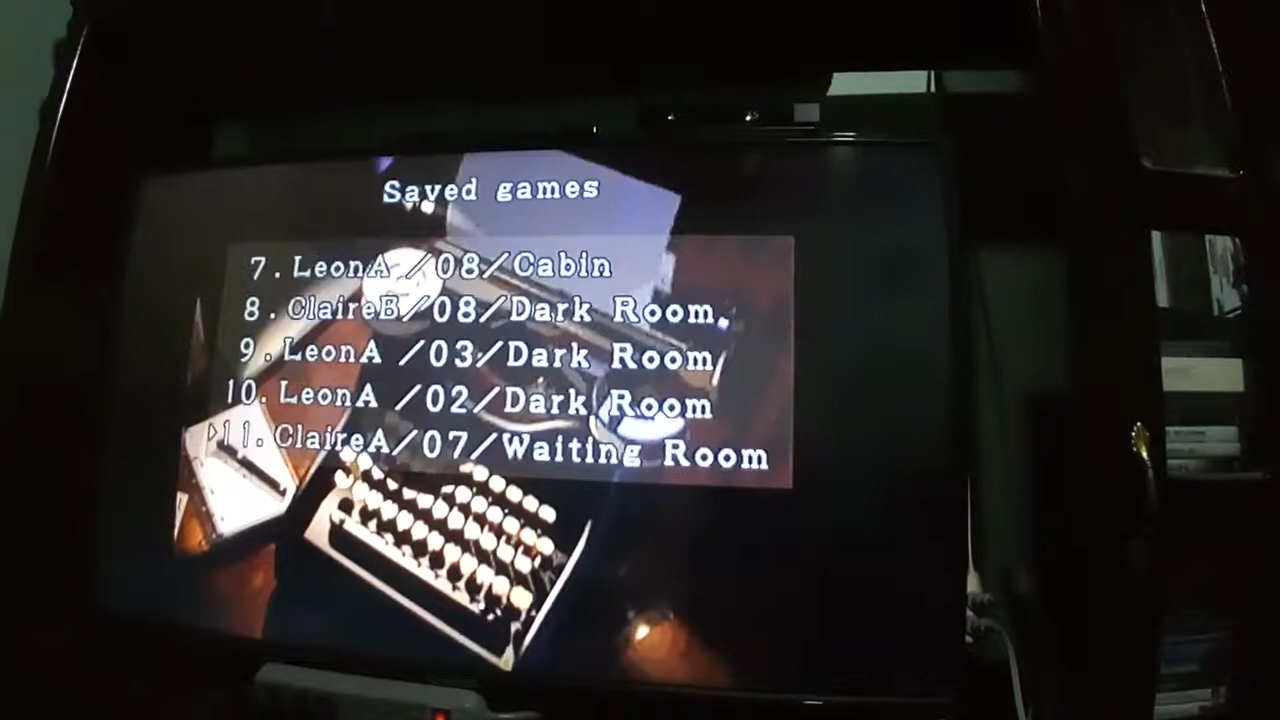 Saved games
7. LeonA /08/Cabin
8. ClaireB/08/Dark Room
9. LeonA /03/Dark Room
10. LeonA /02/Dark Room
11. ClaireA/07/Waiting Room